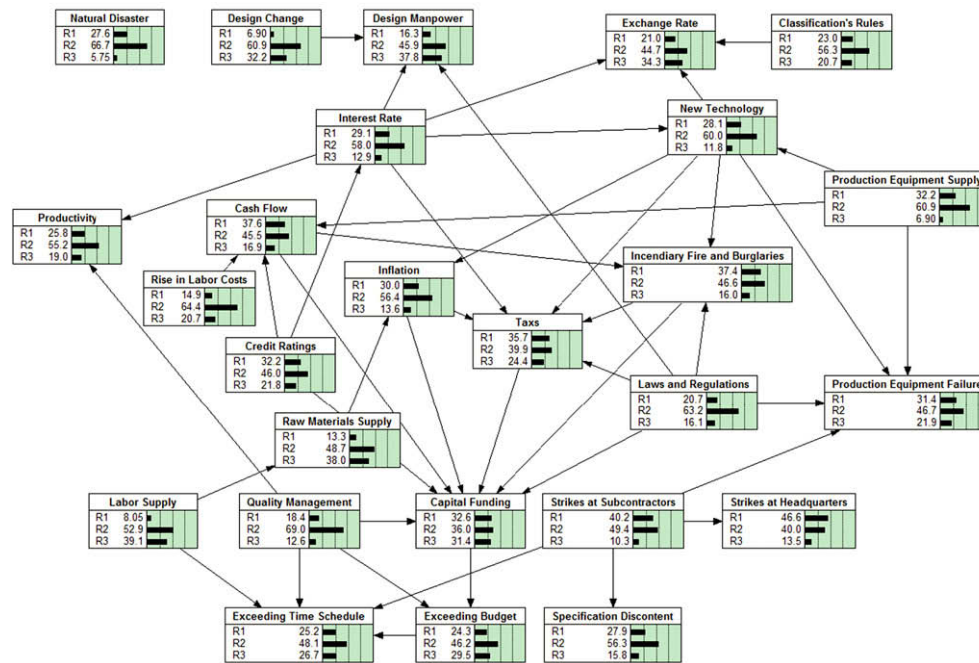 Natural Disaster
R1 27.6
R2 66.7
R3 5.75
Design Change
R1 6.90
R2 60.9
R3 32.2
Design Manpower
R1 16.3
R2 45.9
R3 37.8
Exchange Rate
R1 21.0
R2 44.7
R3 34.3
Classification's Rules
R1 23.0
R2 56.3
R3 20.7
Interest Rate
R1 29.1
R2 58.0
R3 12.9
New Technology
R1 28.1
R2 60.0
R3 11.8
Production Equipment Supply
R1 32.2
R2 60.9
R3 6.90
Productivity
R1 25.8
R2 55.2
R3 19.0
Cash Flow
R1 37.6
R2 45.5
R3 16.9
Rise in Labor Costs
R1 14.9
R2 64.4
R3 20.7
Inflation
R1 30.0
R2 56.4
R3 13.6
Incendiary Fire and Burglaries
R1 37.4
R2 46.6
R3 16.0
Taxs
R1 35.7
R2 39.9
R3 24.4
Credit Ratings
R1 32.2
R2 46.0
R3 21.8
Laws and Regulations
R1 20.7
R2 63.2
R3 16.1
Production Equipment Failure
R1 31.4
R2 46.7
R3 21.9
Raw Materials Supply
R1 13.3
R2 48.7
R3 38.0
Labor Supply
R1 8.05
R2 52.9
R3 39.1
Quality Management
R1 18.4
R2 69.0
R3 12.6
Capital Funding
R1 32.6
R2 36.0
R3 31.4
Strikes at Subcontractors
R1 40.2
R2 49.4
R3 10.3
Strikes at Headquarters
R1 46.6
R2 40.0
R3 13.5
Exceeding Time Schedule
R1 25.2
R2 48.1
R3 26.7
Exceeding Budget
R1 24.3
R2 46.2
R3 29.5
Specification Discontent
R1 27.9
R2 56.3
R3 15.8